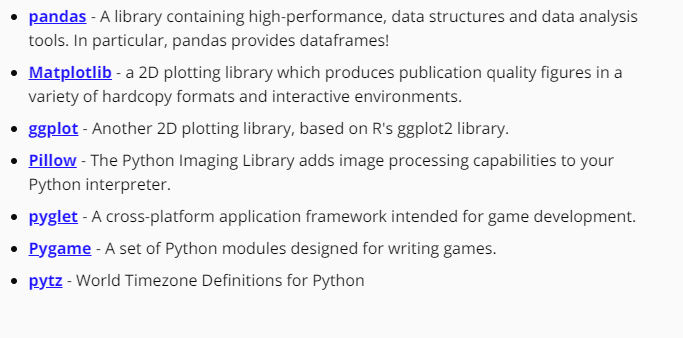 pandas - A library containing high-performance, data structures and data analysis
tools. In particular, pandas provides dataframes!
Matplotlib - a 2D plotting library which produces publication quality figures in a
variety of hardcopy formats and interactive environments.
ggplot - Another 2D plotting library, based on R's ggplot2 library.
Pillow - The Python Imaging Library adds image processing capabilities to your
Python interpreter.
pyglet - A cross-platform application framework intended for game development.
Pygame - A set of Python modules designed for writing games.
pytz - World Timezone Definitions for Python